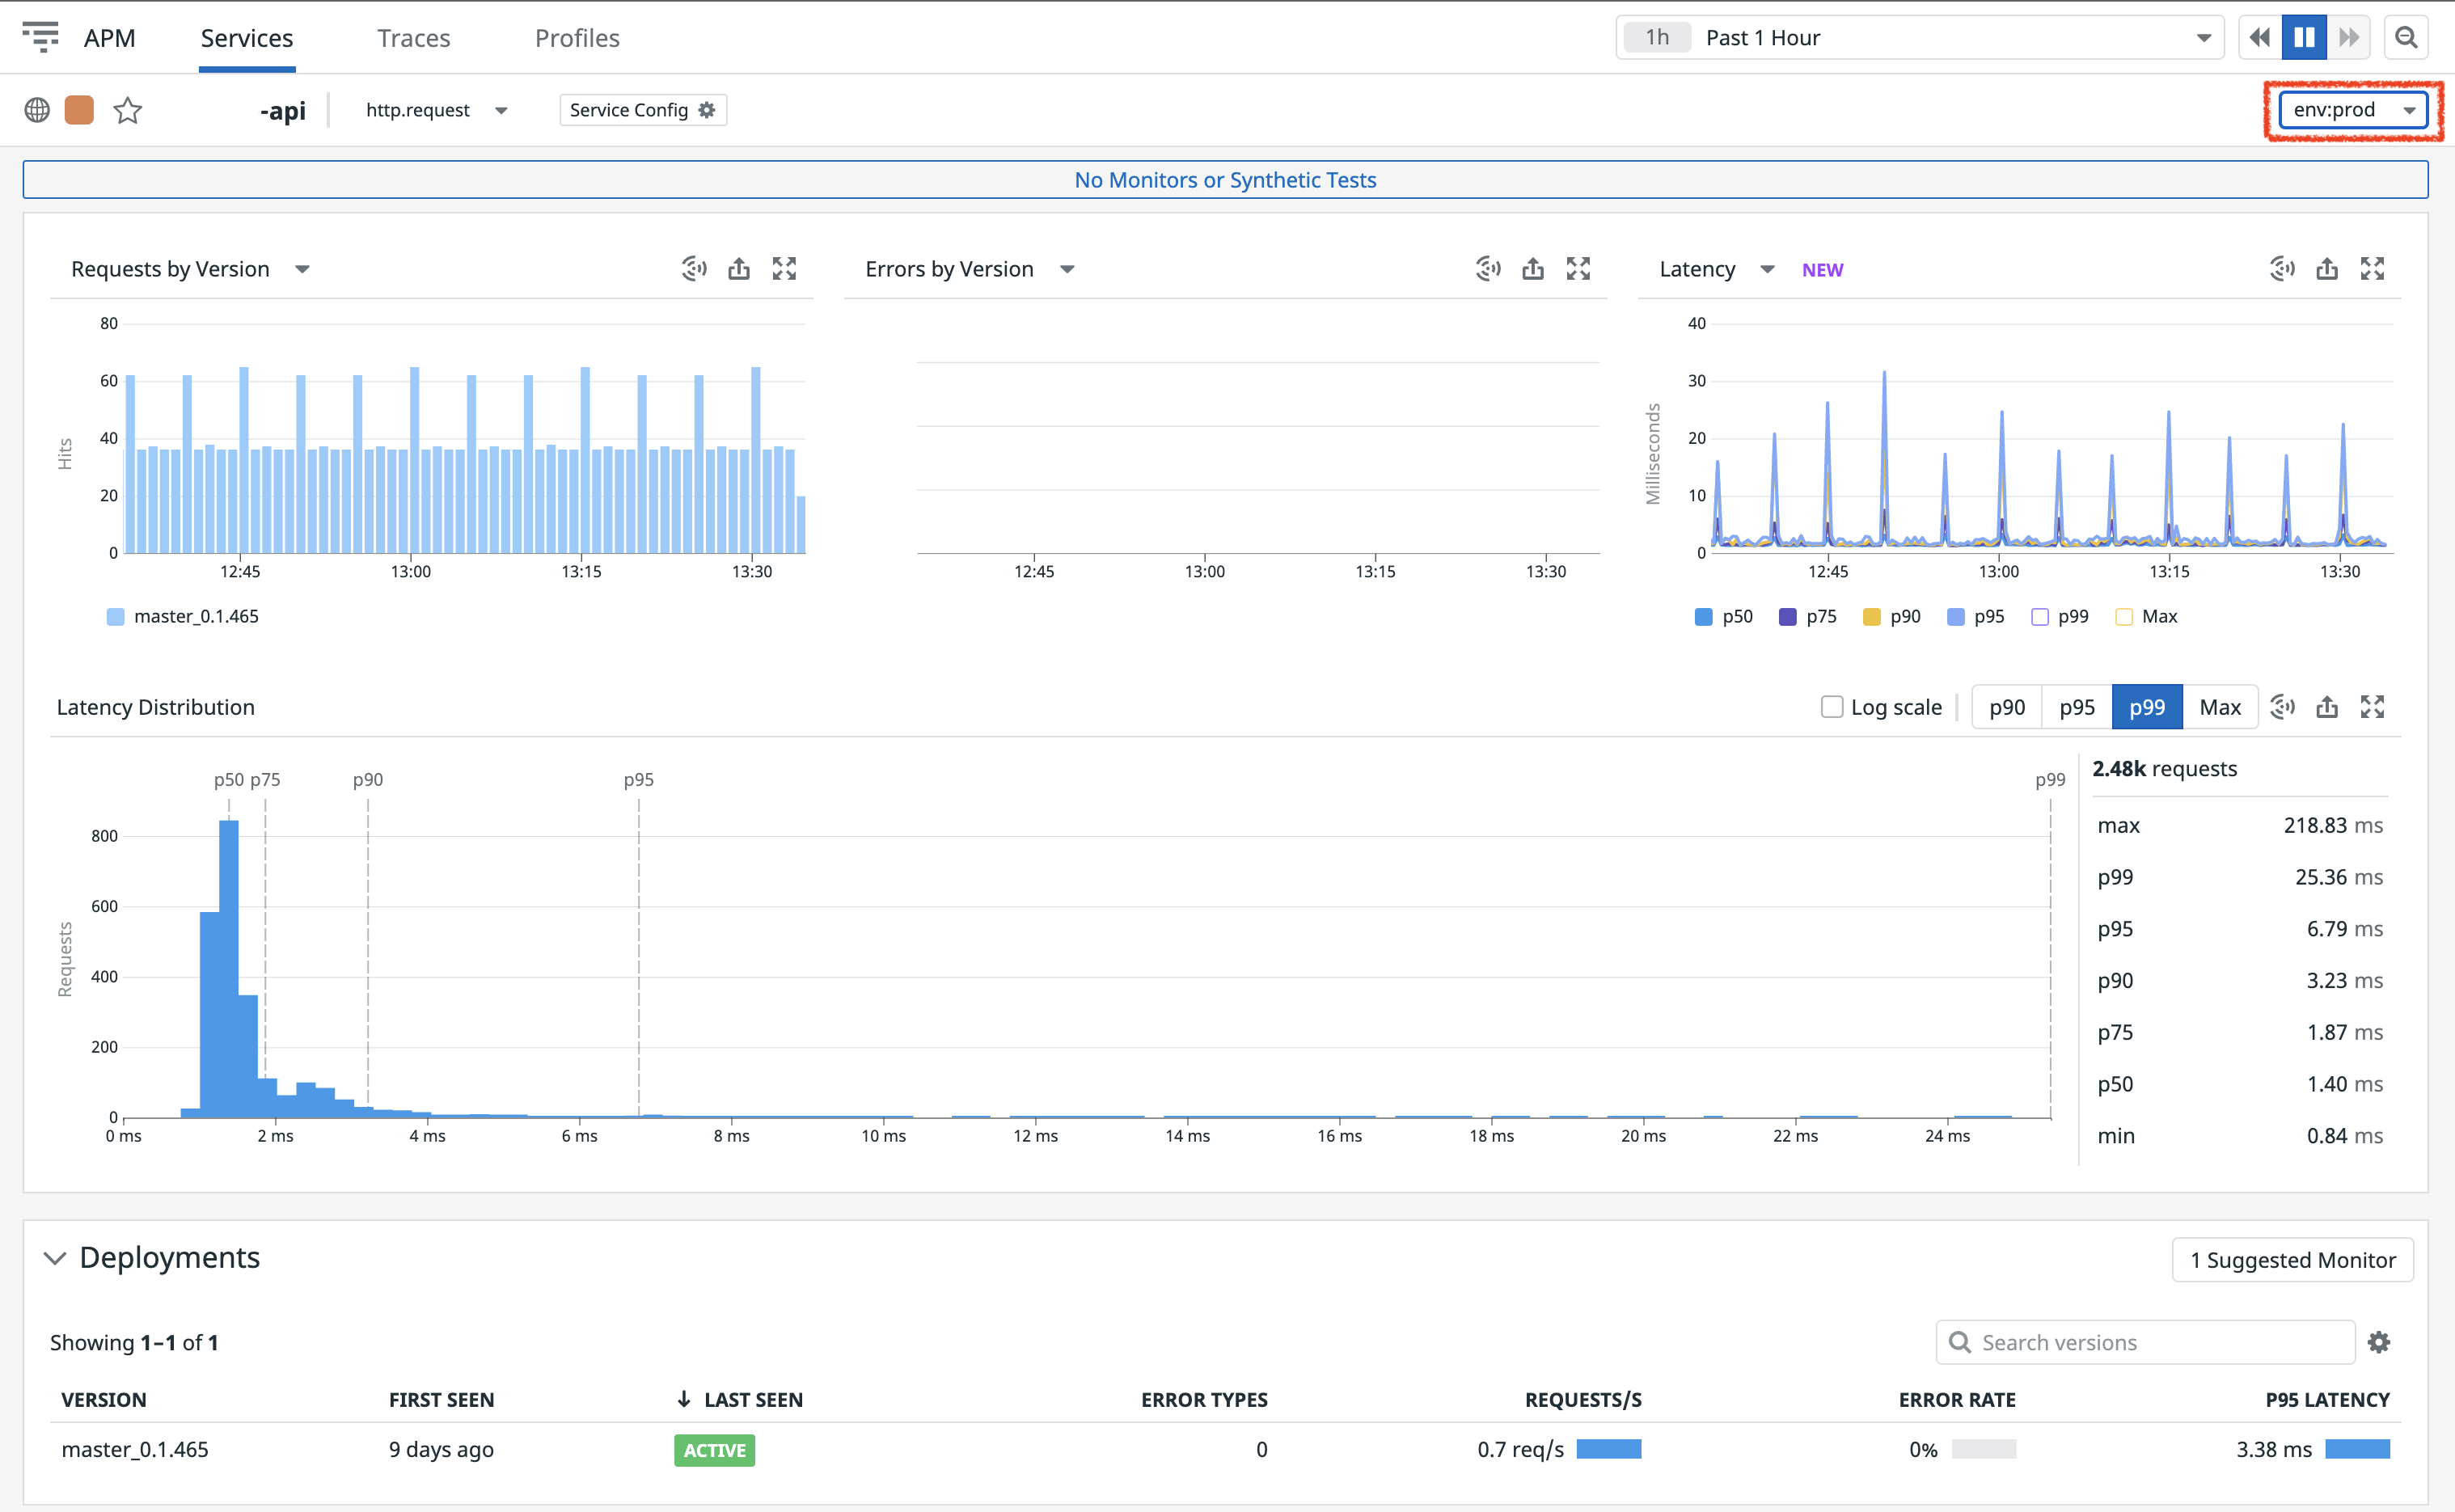 APM Services Traces Profiles 1h Past 1 Hour
-api http.request Service Config env:prod
No Monitors or Synthetic Tests
Requests by Version
Hits
80
60
40
20
0
12:45 13:00 13:15 13:30
master_0.1.465
Errors by Version
12:45 13:00 13:15 13:30
Latency NEW
Milliseconds
40
30
20
10
0
12:45 13:00 13:15 13:30
p50 p75 p90 p95 p99 Max
Latency Distribution Log scale p90 p95 p99 Max
p50 p75 p90 p95 p99
Requests
800
600
400
200
0
0 ms 2 ms 4 ms 6 ms 8 ms 10 ms 12 ms 14 ms 16 ms 18 ms 20 ms 22 ms 24 ms
2.48k requests
max 218.83 ms
p99 25.36 ms
p95 6.79 ms
p90 3.23 ms
p75 1.87 ms
p50 1.40 ms
min 0.84 ms
Deployments 1 Suggested Monitor
Showing 1–1 of 1 Search versions
VERSION FIRST SEEN LAST SEEN ERROR TYPES REQUESTS/S ERROR RATE P95 LATENCY
master_0.1.465 9 days ago ACTIVE 0 0.7 req/s 0% 3.38 ms